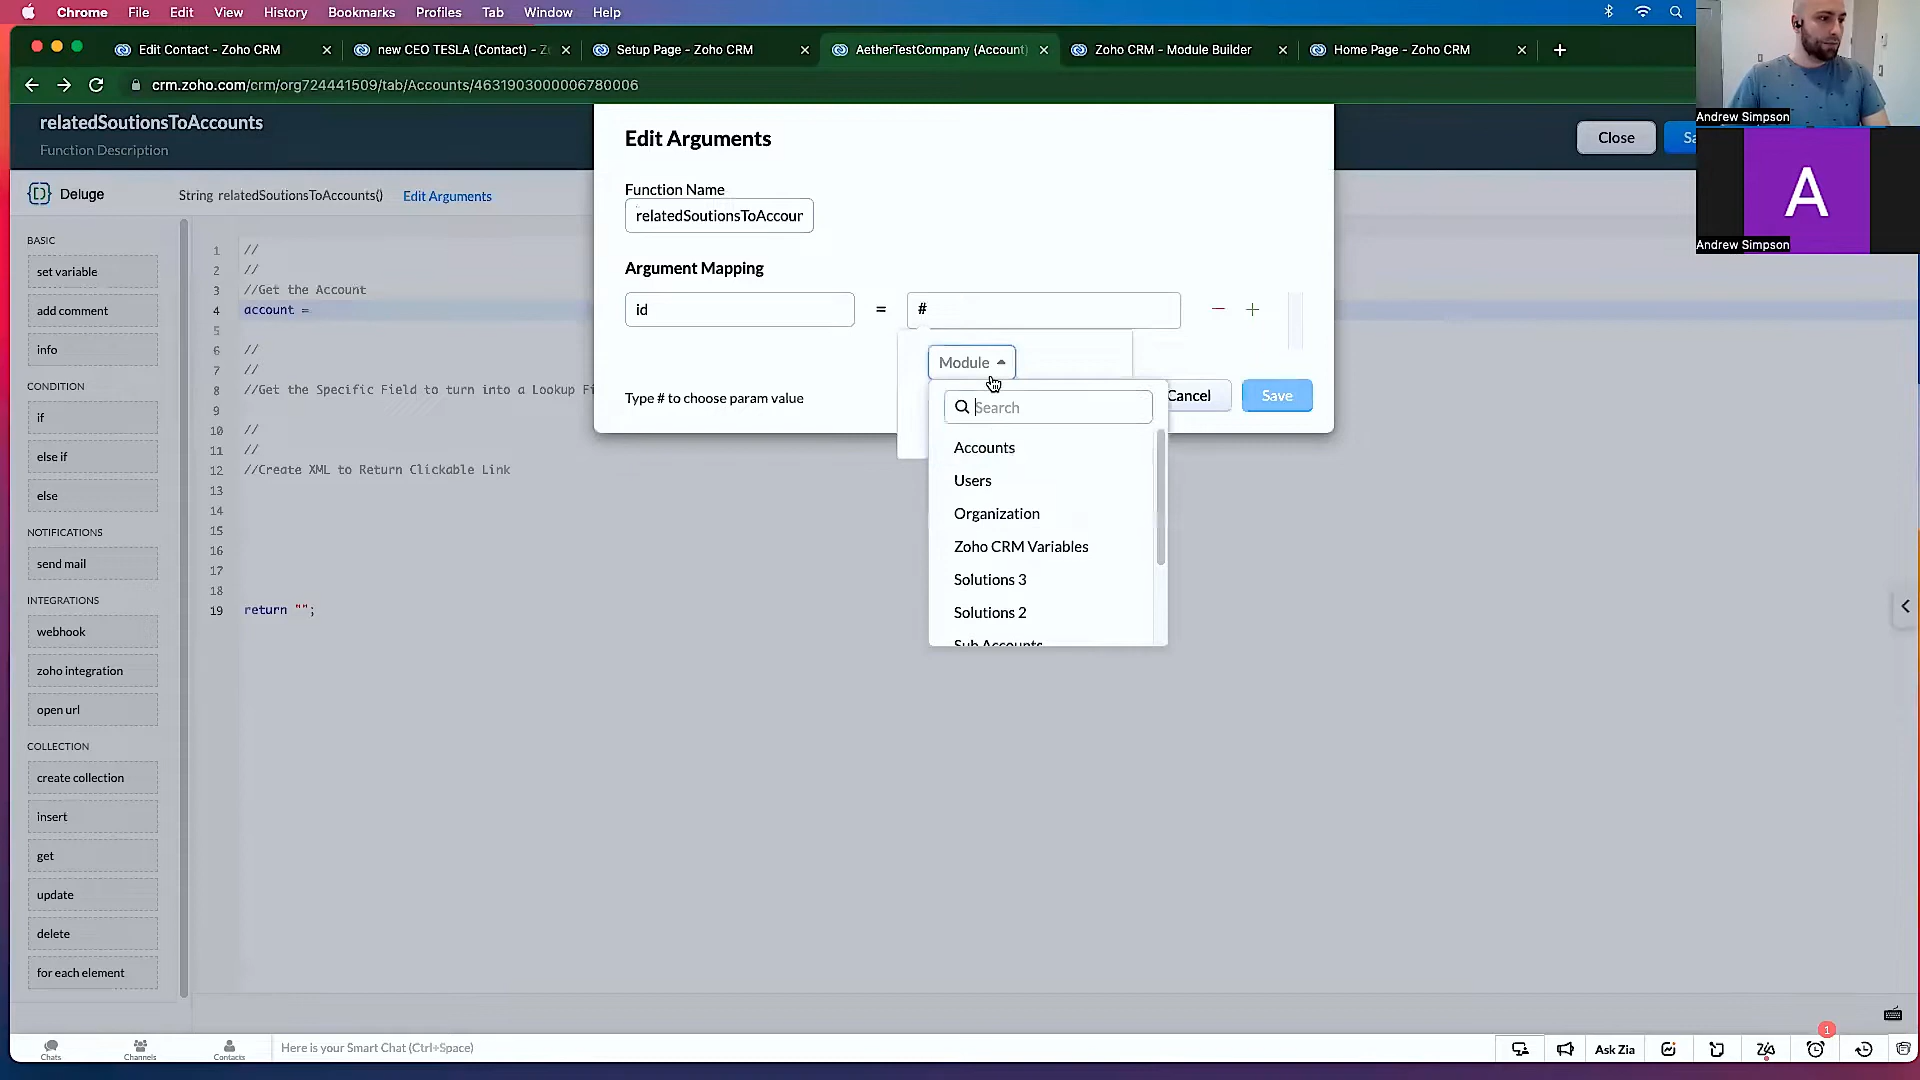 Chrome File Edit View History Bookmarks Profiles Tab Window Help
Edit Contact - Zoho CRM
new CEO TESLA (Contact) - Z
Setup Page - Zoho CRM
AetherTestCompany (Account)
Zoho CRM - Module Builder
Home Page - Zoho CRM
crm.zoho.com/crm/org724441509/tab/Accounts/4631903000006780006
relatedSoutionsToAccounts
Function Description
Close
Andrew Simpson
A
Andrew Simpson
Deluge
String relatedSoutionsToAccounts()
Edit Arguments
BASIC
set variable
add comment
info
CONDITION
if
else if
else
NOTIFICATIONS
send mail
INTEGRATIONS
webhook
zoho integration
open url
COLLECTION
create collection
insert
get
update
delete
for each element
1 //
2 //
3 //Get the Account
4 account =
5
6 //
7 //
8 //Get the Specific Field to turn into a Lookup Fi
9
10 //
11 //
12 //Create XML to Return Clickable Link
13
14
15
16
17
18
19 return "";
Edit Arguments
Function Name
relatedSoutionsToAccour
Argument Mapping
id = #
Type # to choose param value
Cancel
Save
Module
Search
Accounts
Users
Organization
Zoho CRM Variables
Solutions 3
Solutions 2
Sub Accounts
Chats
Channels
Contacts
Here is your Smart Chat (Ctrl+Space)
Ask Zia
1